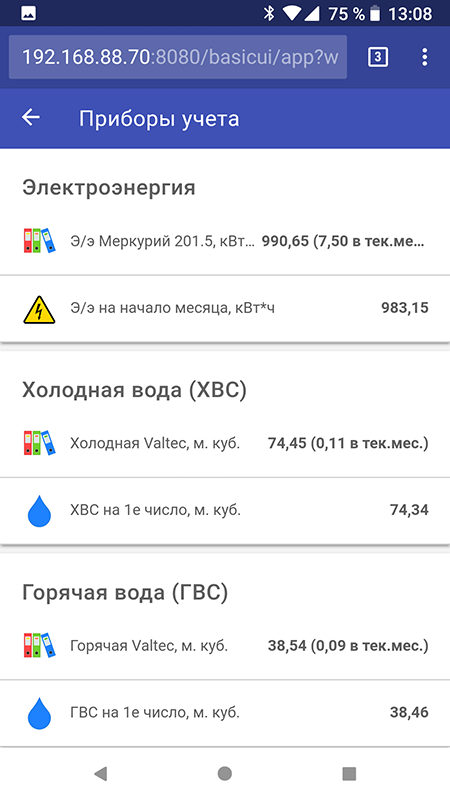 75 % 13:08
192.168.88.70:8080/basicui/app?w
3
Приборы учета
Электроэнергия
Э/э Меркурий 201.5, кВт… 990,65 (7,50 в тек.ме…
Э/э на начало месяца, кВт*ч 983,15
Холодная вода (ХВС)
Холодная Valtec, м. куб. 74,45 (0,11 в тек.мес.)
ХВС на 1е число, м. куб. 74,34
Горячая вода (ГВС)
Горячая Valtec, м. куб. 38,54 (0,09 в тек.мес.)
ГВС на 1е число, м. куб. 38,46